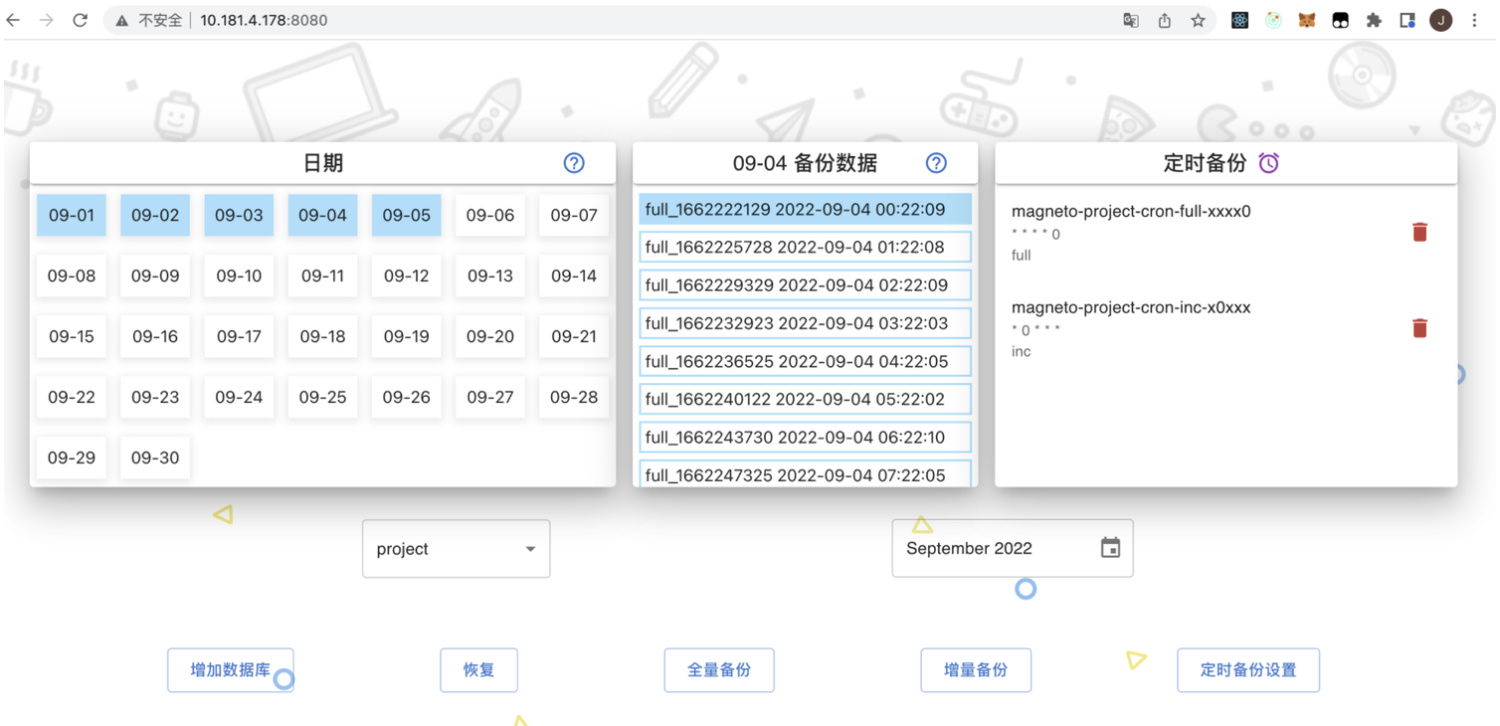 不安全 10.181.4.178:8080
日期
09-01 09-02 09-03 09-04 09-05 09-06 09-07
09-08 09-09 09-10 09-11 09-12 09-13 09-14
09-15 09-16 09-17 09-18 09-19 09-20 09-21
09-22 09-23 09-24 09-25 09-26 09-27 09-28
09-29 09-30
09-04 备份数据
full_1662222129 2022-09-04 00:22:09
full_1662225728 2022-09-04 01:22:08
full_1662229329 2022-09-04 02:22:09
full_1662232923 2022-09-04 03:22:03
full_1662236525 2022-09-04 04:22:05
full_1662240122 2022-09-04 05:22:02
full_1662243730 2022-09-04 06:22:10
full_1662247325 2022-09-04 07:22:05
定时备份
magneto-project-cron-full-xxxx0
* * * * 0
full
magneto-project-cron-inc-x0xxx
* 0 * * *
inc
project
September 2022
增加数据库 恢复 全量备份 增量备份 定时备份设置
J